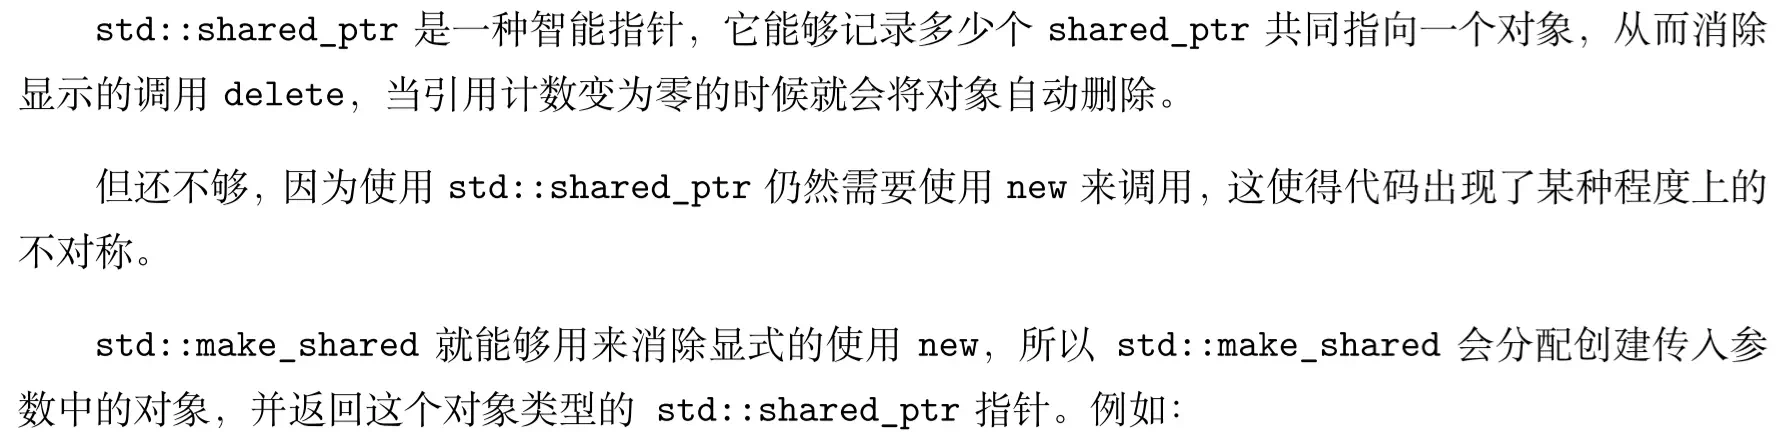 std::shared_ptr 是一种智能指针，它能够记录多少个 shared_ptr 共同指向一个对象，从而消除
显示的调用 delete，当引用计数变为零的时候就会将对象自动删除。
但还不够，因为使用 std::shared_ptr 仍然需要使用 new 来调用，这使得代码出现了某种程度上的
不对称。
std::make_shared 就能够用来消除显式的使用 new，所以 std::make_shared 会分配创建传入参
数中的对象，并返回这个对象类型的 std::shared_ptr 指针。例如：